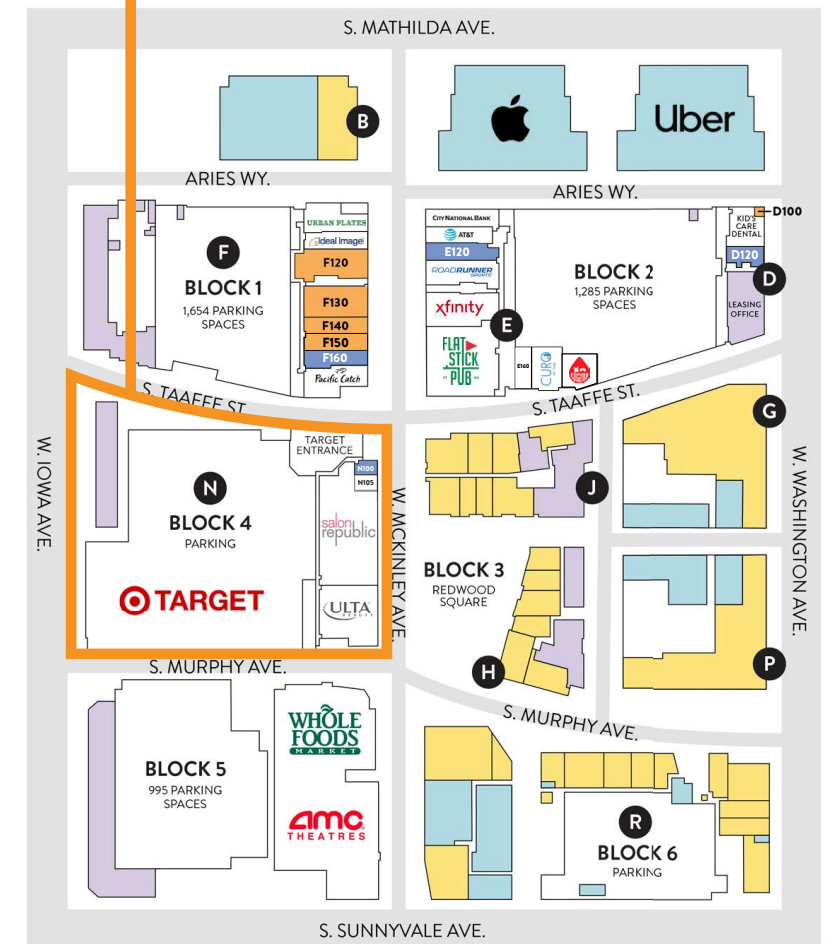 S. MATHILDA AVE.
B
Uber
ARIES WY.
ARIES WY.
F
BLOCK 1
1,654 PARKING
SPACES
URBAN PLATES
Ideal Image
F120
F130
F140
F150
F160
Pacific Catch
CITY NATIONAL BANK
AT&T
E120
ROADRUNNER
SPORTS
xfinity
FLAT
STICK
PUB
E
E160
CURO
BLOCK 2
1,285 PARKING
SPACES
D100
KID'S
CARE
DENTAL
D120
D
LEASING
OFFICE
S. TAAFFE ST.
S. TAAFFE ST.
W. IOWA AVE.
TARGET
ENTRANCE
N
BLOCK 4
PARKING
TARGET
N100
N105
salon
republic
ULTA
BEAUTY
W. MCKINLEY AVE.
G
J
BLOCK 3
REDWOOD
SQUARE
H
P
W. WASHINGTON AVE.
S. MURPHY AVE.
S. MURPHY AVE.
BLOCK 5
995 PARKING
SPACES
WHOLE
FOODS
MARKET
amc
THEATRES
R
BLOCK 6
PARKING
S. SUNNYVALE AVE.